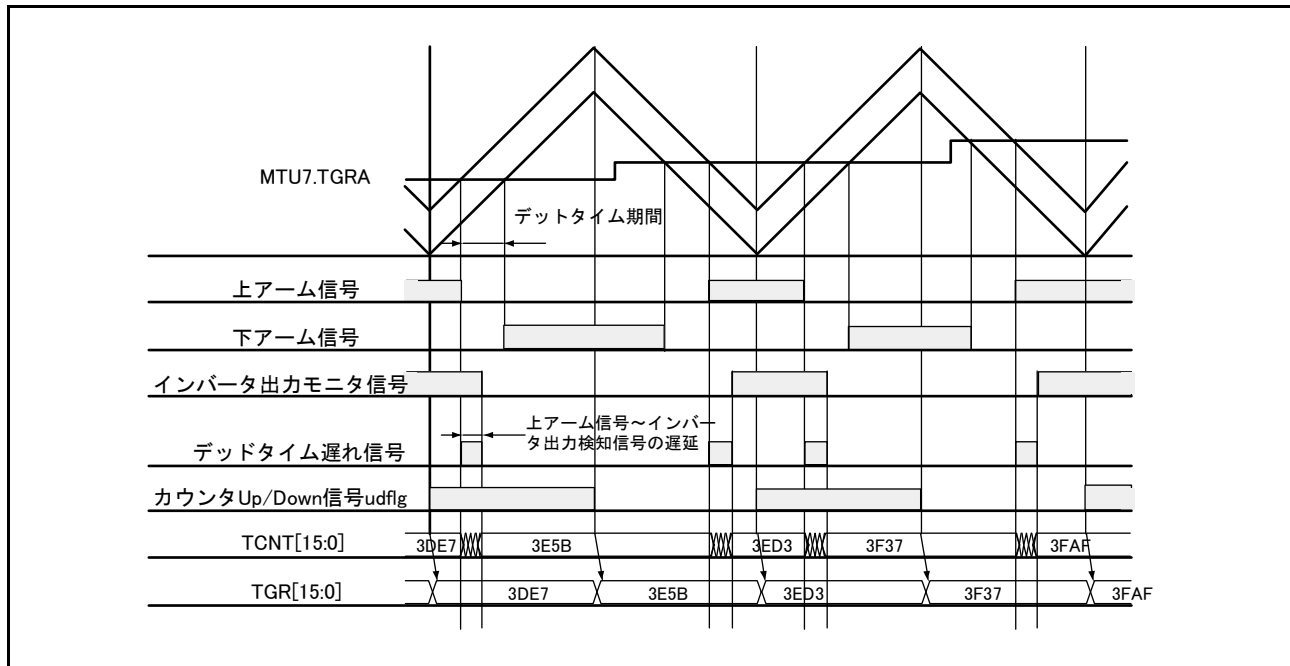 MTU7.TGRA
デットタイム期間
上アーム信号
下アーム信号
インバータ出力モニタ信号
上アーム信号～インバー
タ出力検知信号の遅延
デッドタイム遅れ信号
カウンタUp/Down信号udflg
TCNT[15:0] 3DE7 3E5B 3ED3 3F37 3FAF
TGR[15:0] 3DE7 3E5B 3ED3 3F37 3FAF